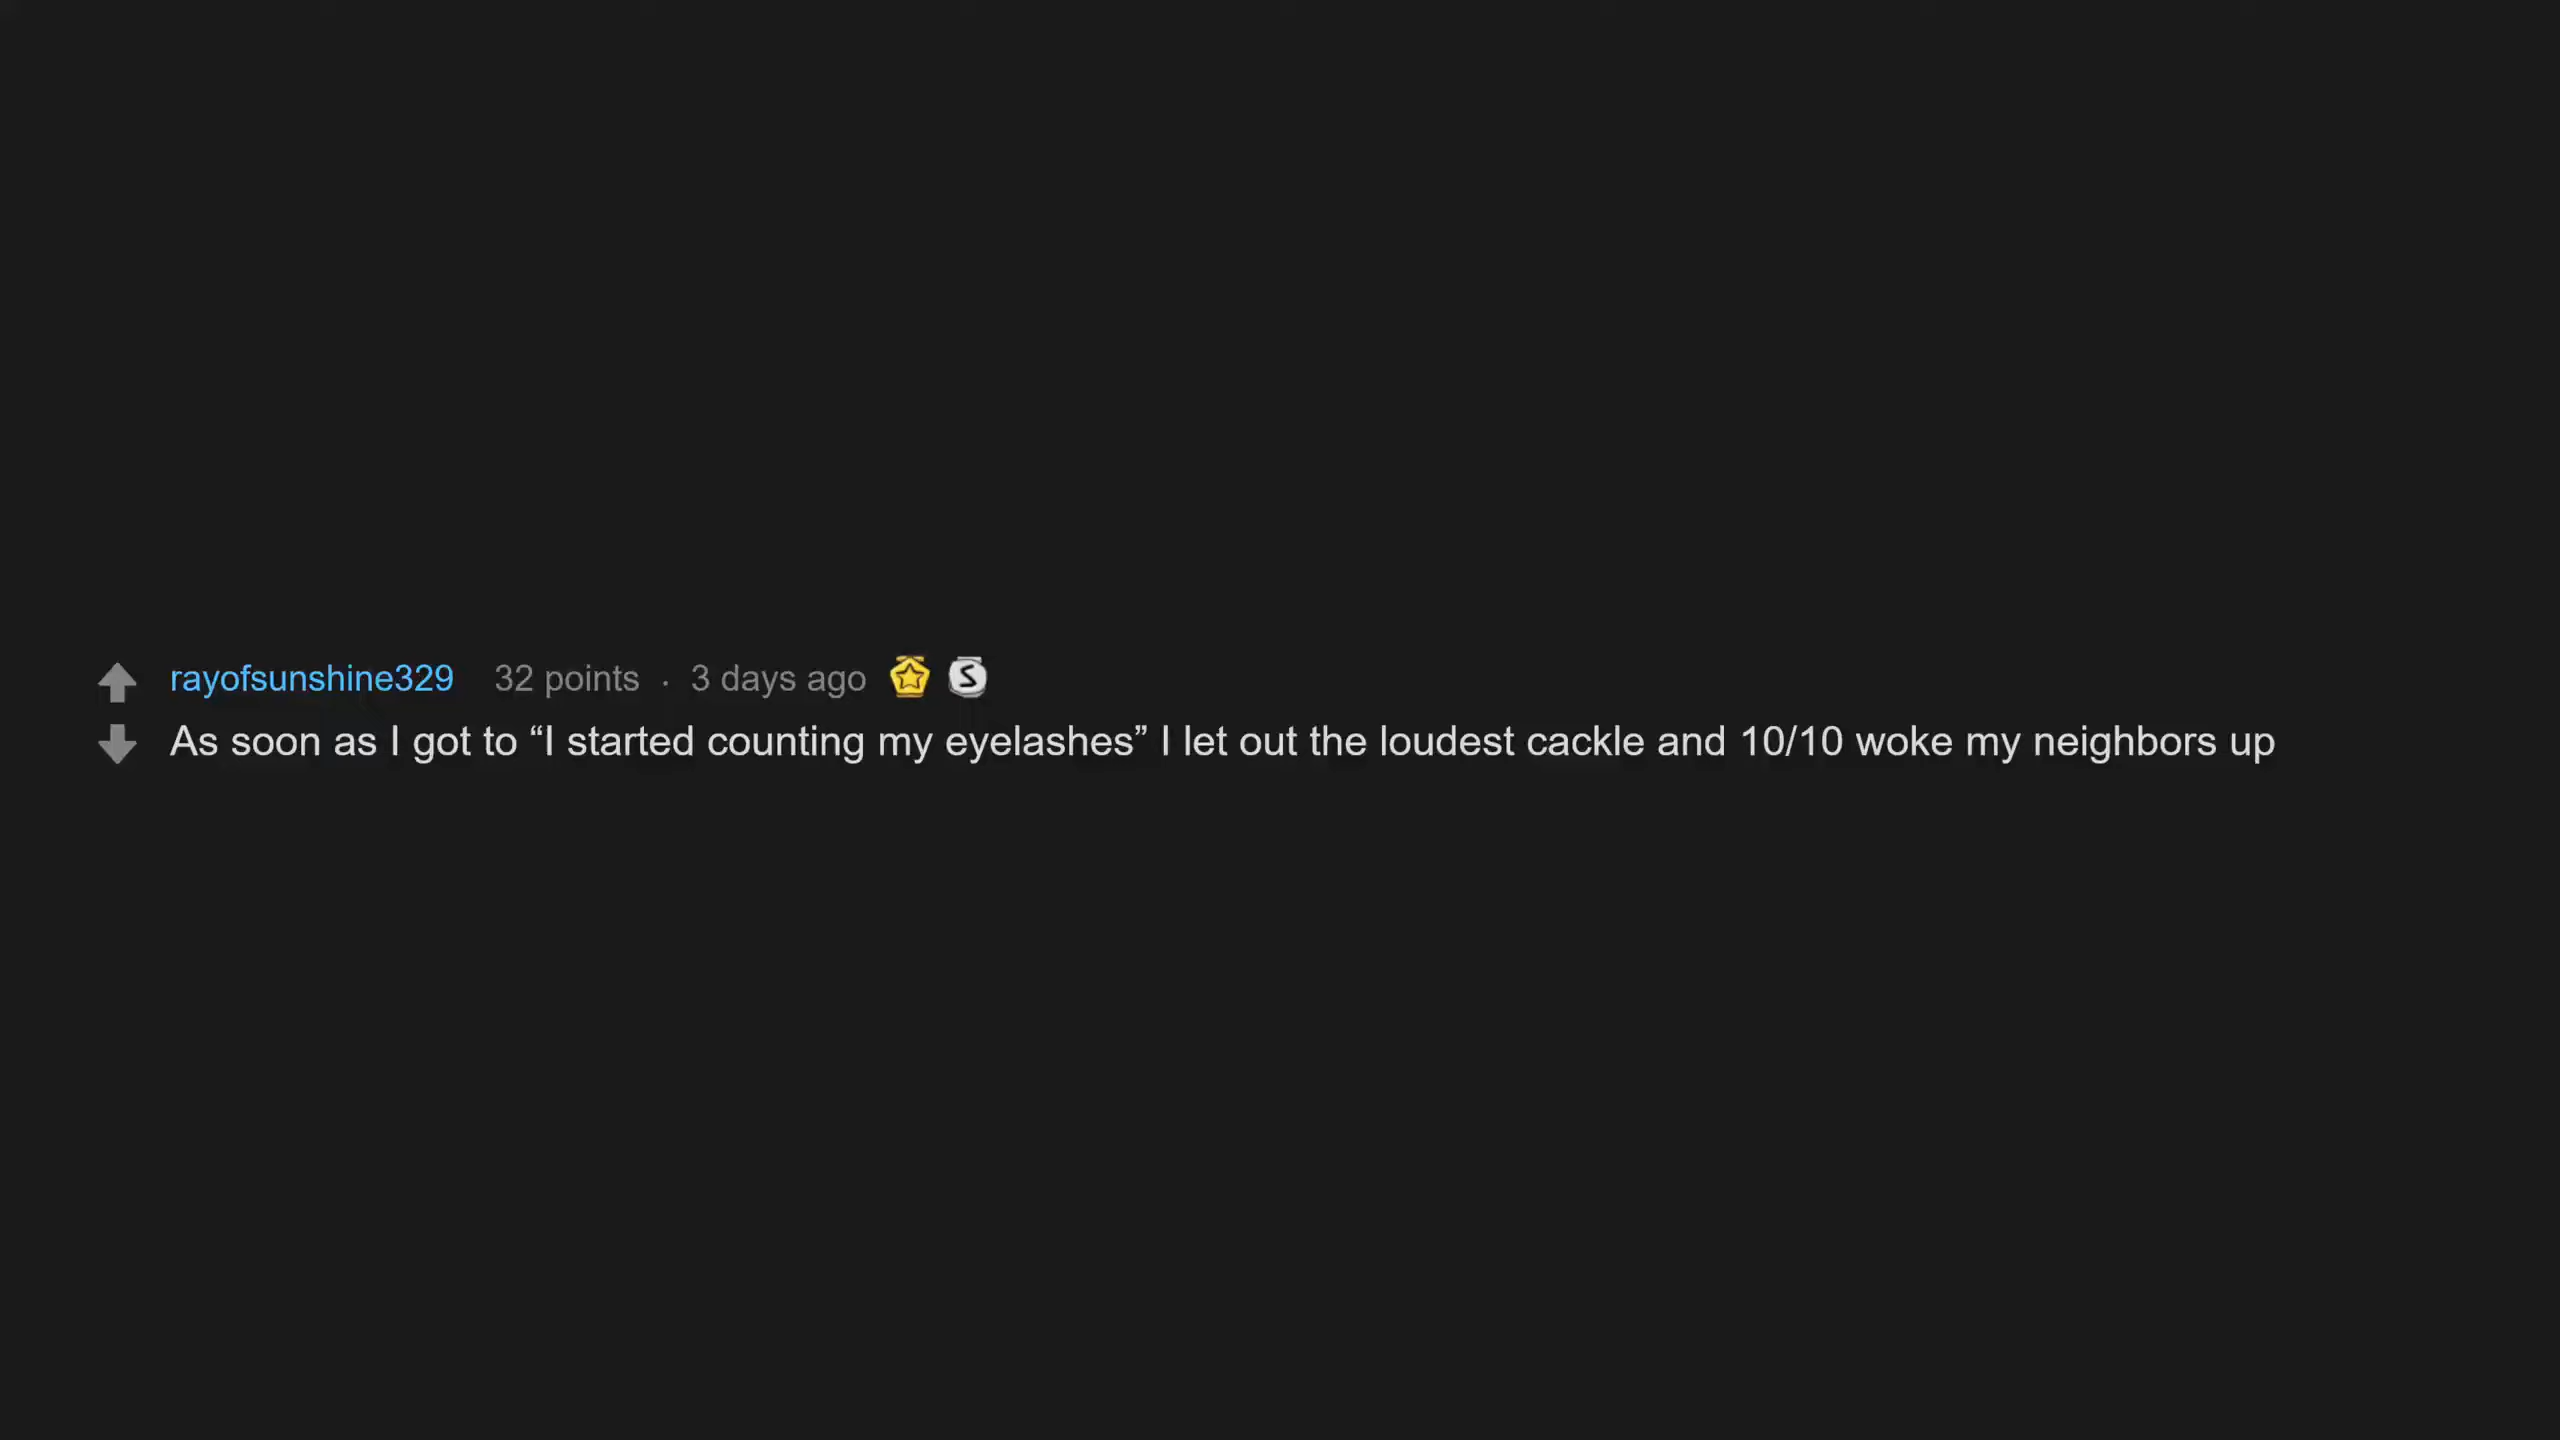 rayofsunshine329 32 points · 3 days ago S
As soon as I got to “I started counting my eyelashes” I let out the loudest cackle and 10/10 woke my neighbors up